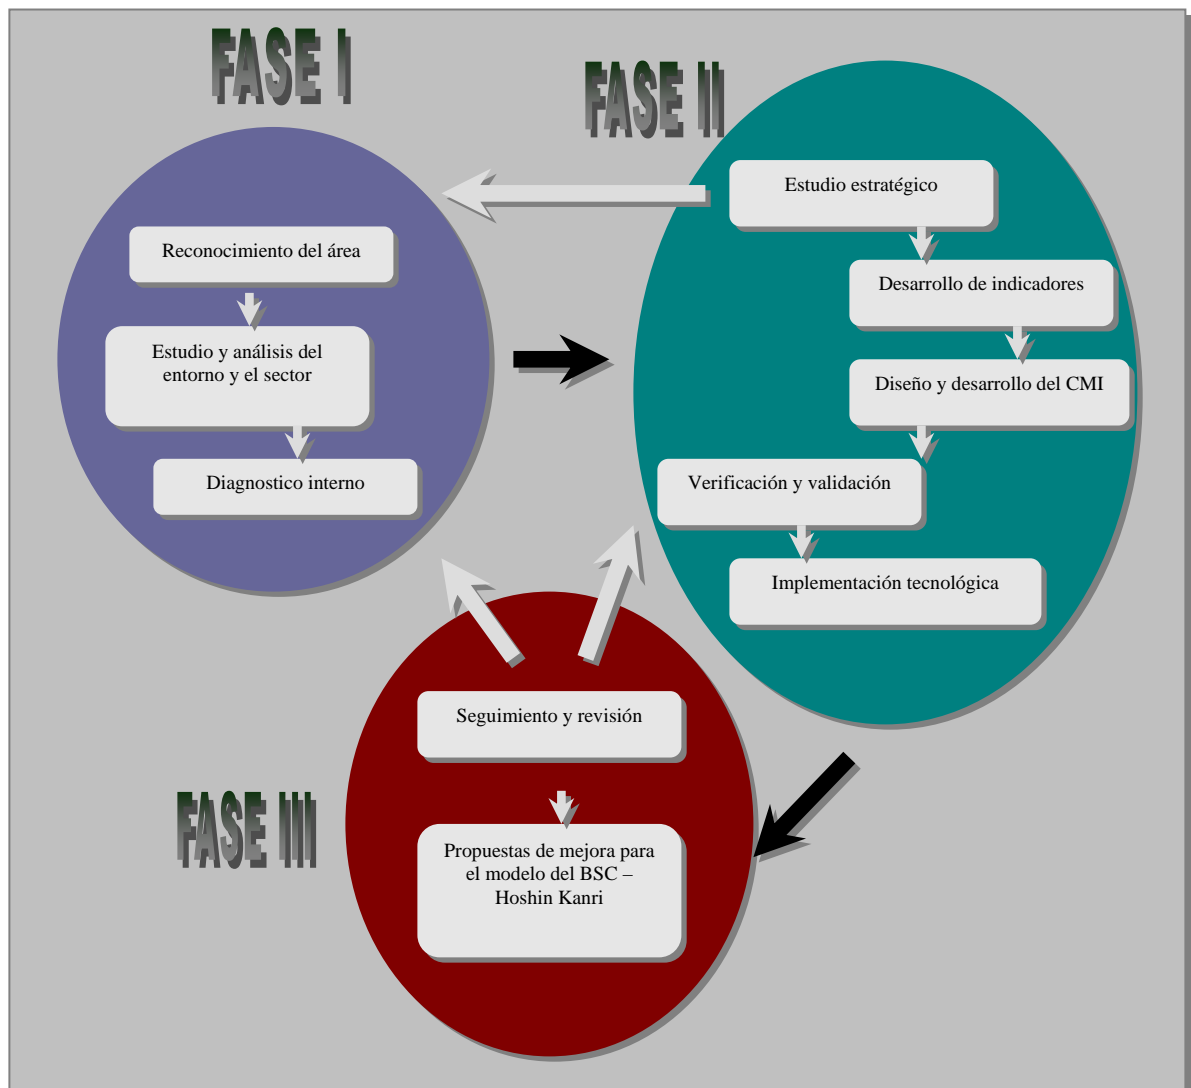 FASE I
Reconocimiento del área
Estudio y análisis del
entorno y el sector
Diagnostico interno
FASE II
Estudio estratégico
Desarrollo de indicadores
Diseño y desarrollo del CMI
Verificación y validación
Implementación tecnológica
FASE III
Seguimiento y revisión
Propuestas de mejora para
el modelo del BSC –
Hoshin Kanri